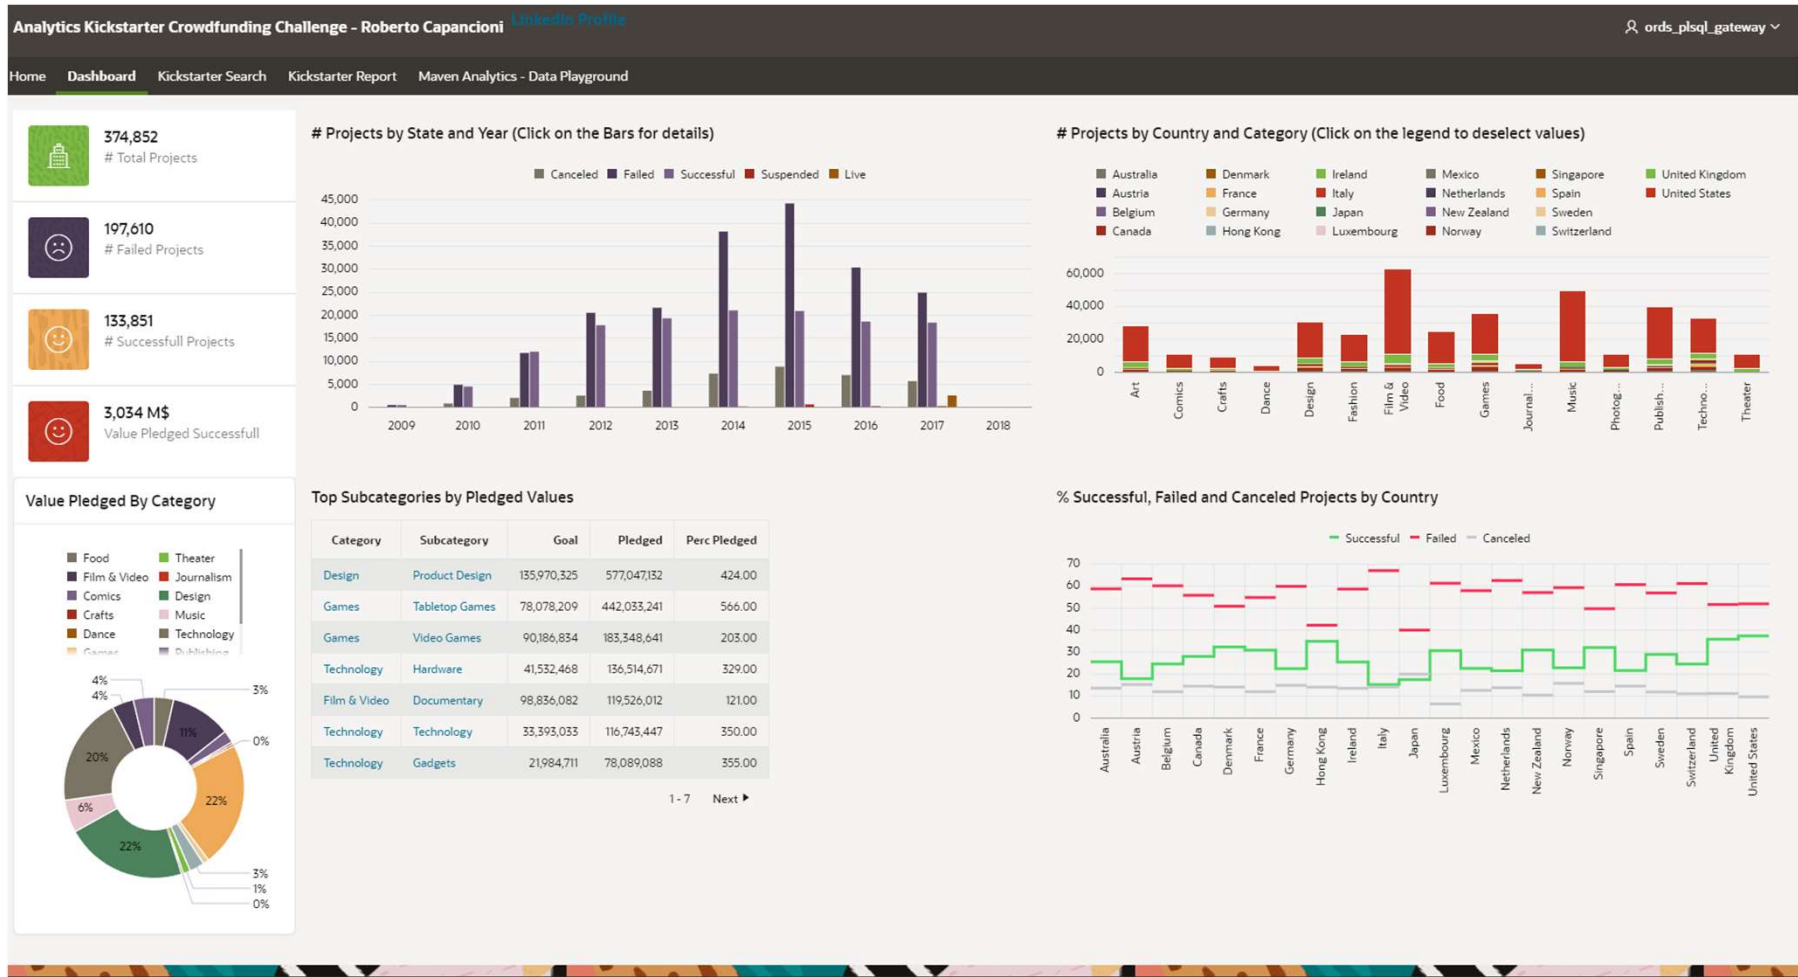 Analytics Kickstarter Crowdfunding Challenge - Roberto Capancioni LinkedIn Profile
ords_plsql_gateway
Home Dashboard Kickstarter Search Kickstarter Report Maven Analytics - Data Playground
374,852
# Total Projects
197,610
# Failed Projects
133,851
# Successfull Projects
3,034 M$
Value Pledged Successfull
# Projects by State and Year (Click on the Bars for details)
Canceled Failed Successful Suspended Live
45,000
40,000
35,000
30,000
25,000
20,000
15,000
10,000
5,000
0
2009 2010 2011 2012 2013 2014 2015 2016 2017 2018
# Projects by Country and Category (Click on the legend to deselect values)
Australia Denmark Ireland Mexico Singapore United Kingdom
Austria France Italy Netherlands Spain United States
Belgium Germany Japan New Zealand Sweden
Canada Hong Kong Luxembourg Norway Switzerland
60,000
40,000
20,000
0
Art Comics Crafts Dance Design Fashion Film & Video Food Games Journal... Music Photog... Publish... Techno... Theater
Value Pledged By Category
Food Theater
Film & Video Journalism
Comics Design
Crafts Music
Dance Technology
Games Publishing
4%
4%
3%
11%
0%
20%
22%
6%
22%
3%
1%
0%
Top Subcategories by Pledged Values
Category Subcategory Goal Pledged Perc Pledged
Design Product Design 135,970,325 577,047,132 424.00
Games Tabletop Games 78,078,209 442,033,241 566.00
Games Video Games 90,186,834 183,348,641 203.00
Technology Hardware 41,532,468 136,514,671 329.00
Film & Video Documentary 98,836,082 119,526,012 121.00
Technology Technology 33,393,033 116,743,447 350.00
Technology Gadgets 21,984,711 78,089,088 355.00
1 - 7 Next
% Successful, Failed and Canceled Projects by Country
Successful Failed Canceled
70
60
50
40
30
20
10
0
Australia Austria Belgium Canada Denmark France Germany Hong Kong Ireland Italy Japan Luxembourg Mexico Netherlands New Zealand Norway Singapore Spain Sweden Switzerland United Kingdom United States